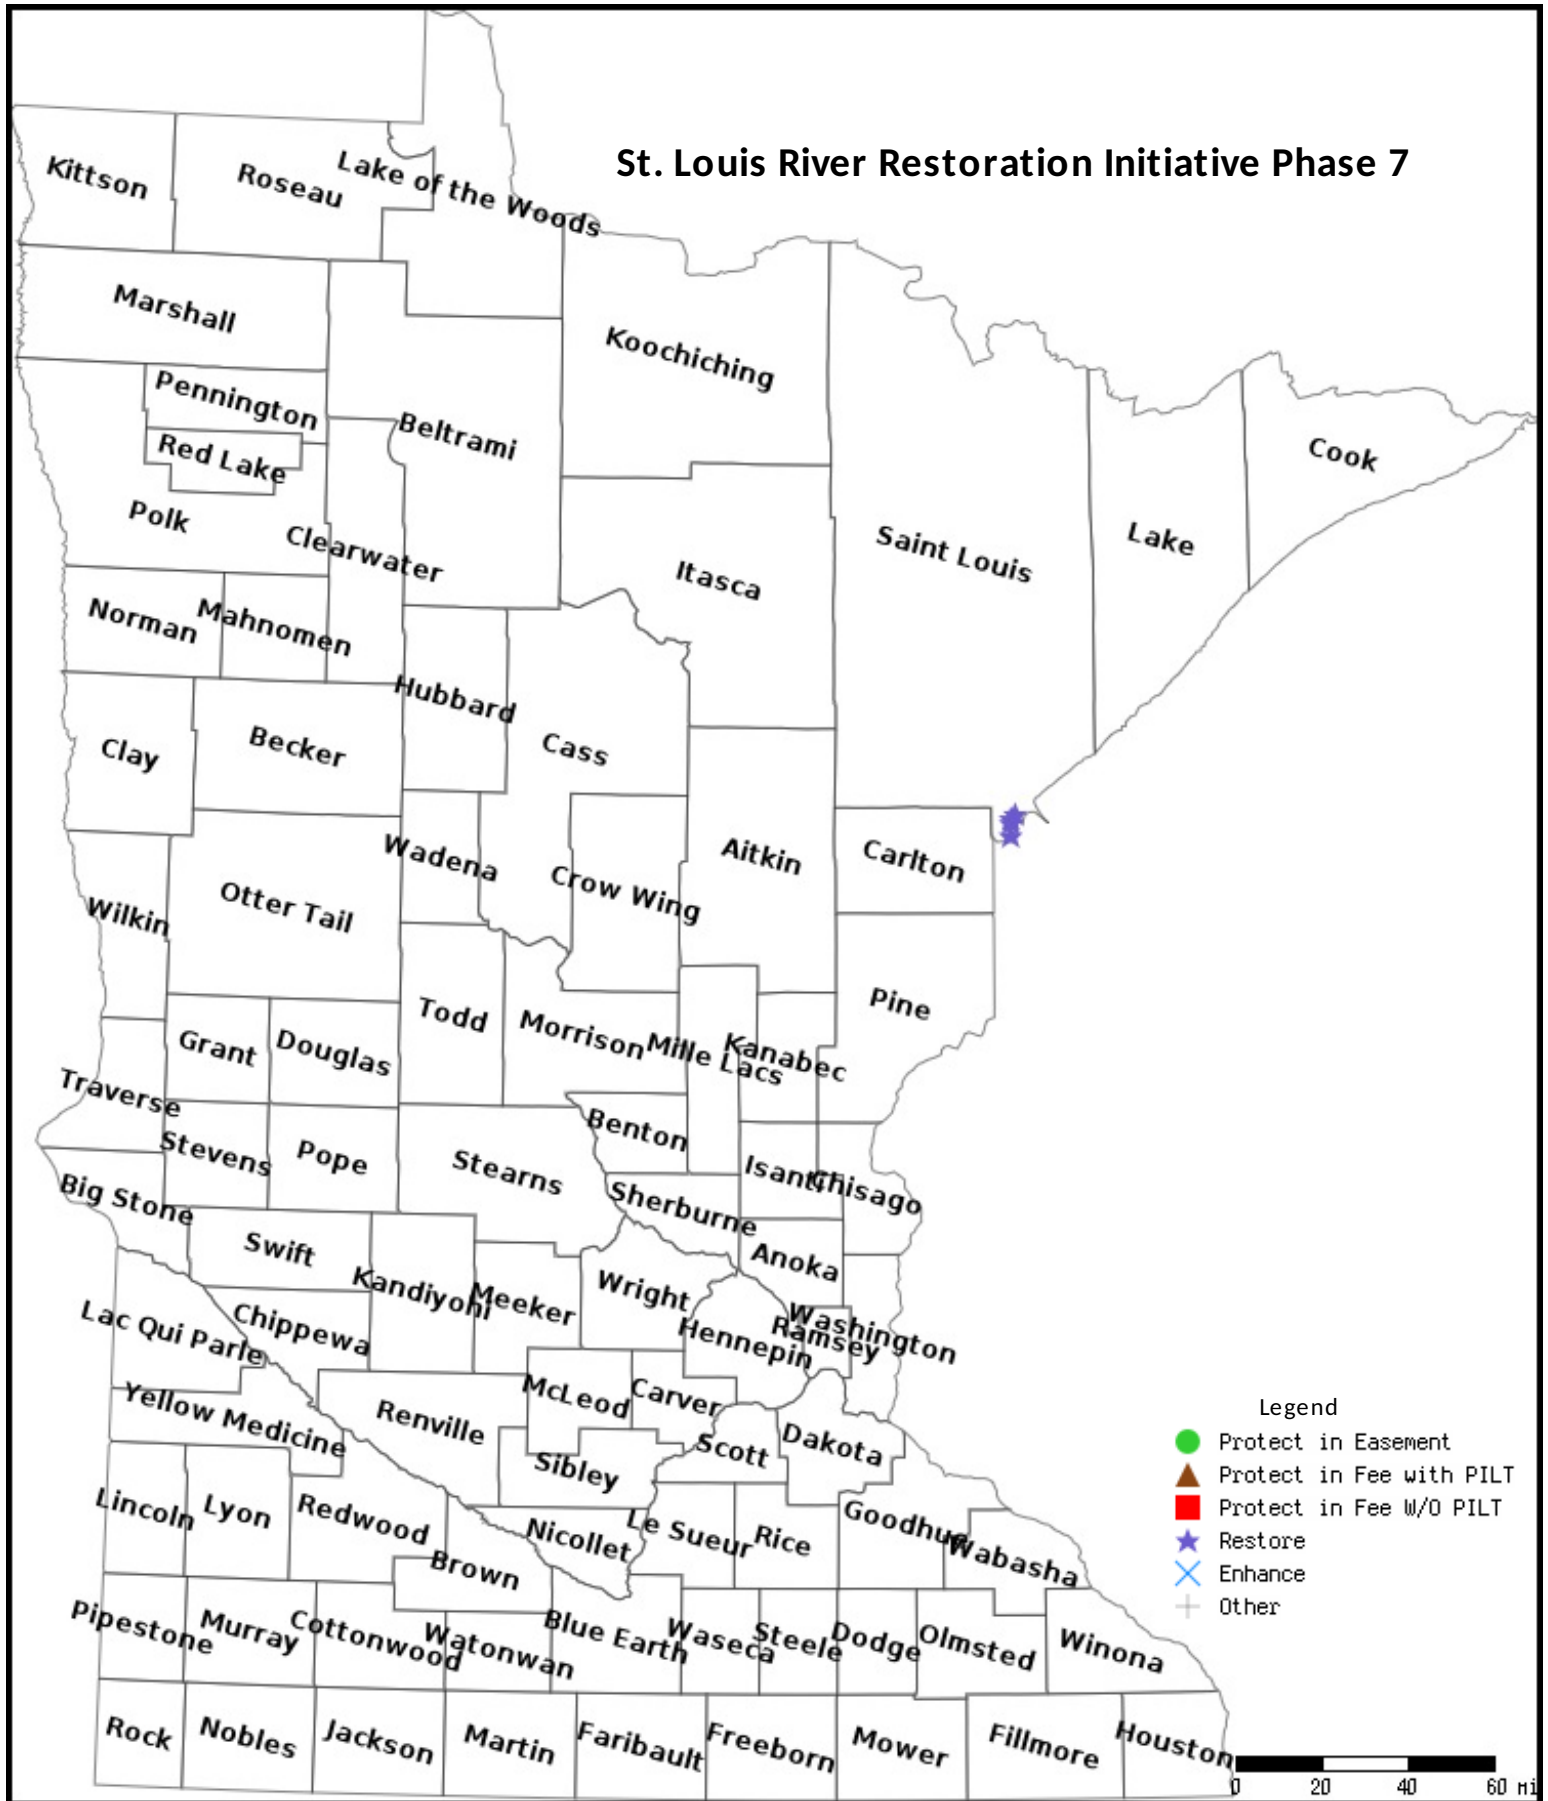 St. Louis River Restoration Initiative Phase 7
Kittson
Roseau
Lake of the Woods
Marshall
Koochiching
Pennington
Beltrami
Red Lake
Cook
Polk
Clearwater
Saint Louis
Lake
Itasca
Norman
Mahnomen
Hubbard
Clay
Becker
Cass
Wadena
Aitkin
Carlton
Crow Wing
Wilkin
Otter Tail
Pine
Todd
Morrison
Mille Lacs
Kanabec
Grant
Douglas
Traverse
Benton
Stevens
Pope
Stearns
Isanti
Chisago
Big Stone
Sherburne
Swift
Anoka
Kandiyohi
Meeker
Wright
Lac Qui Parle
Chippewa
Hennepin
Ramsey
Washington
Yellow Medicine
Renville
McLeod
Carver
Scott
Dakota
Sibley
Lincoln
Lyon
Redwood
Nicollet
Le Sueur
Rice
Goodhue
Wabasha
Brown
Pipestone
Murray
Cottonwood
Watonwan
Blue Earth
Waseca
Steele
Dodge
Olmsted
Winona
Rock
Nobles
Jackson
Martin
Faribault
Freeborn
Mower
Fillmore
Houston
Legend
Protect in Easement
Protect in Fee with PILT
Protect in Fee W/O PILT
Restore
Enhance
Other
0 20 40 60 mi